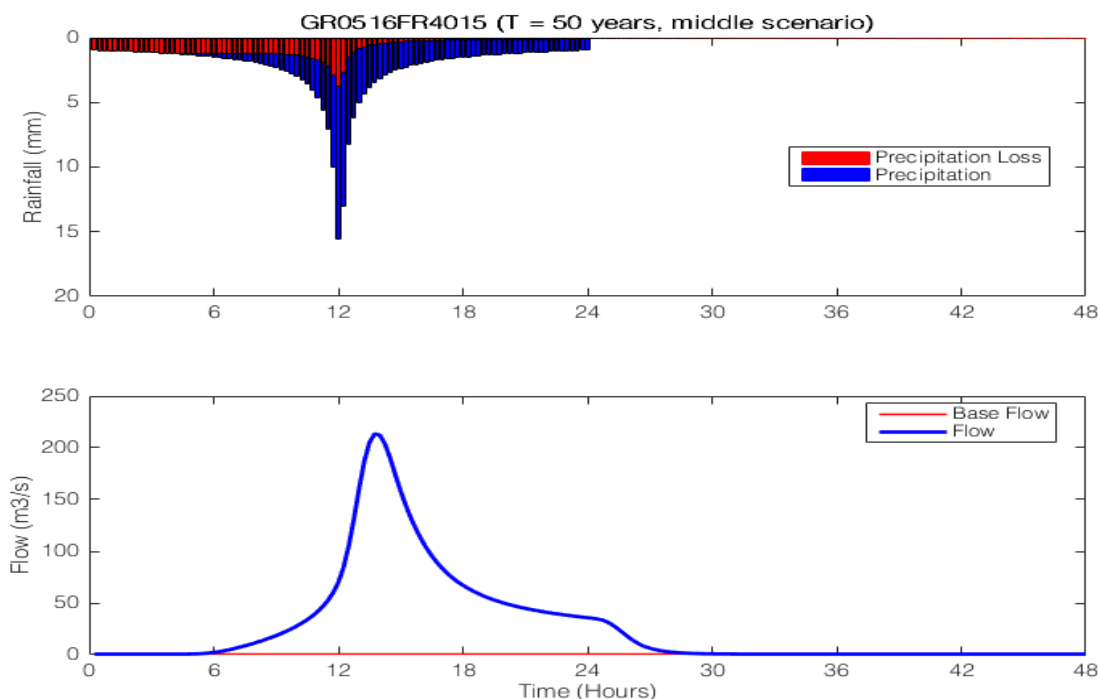 GR0516FR4015 (T = 50 years, middle scenario)
0
5
10
15
20
Rainfall (mm)
Precipitation Loss
Precipitation
0 6 12 18 24 30 36 42 48
250
200
150
100
50
0
Flow (m3/s)
Base Flow
Flow
0 6 12 18 24 30 36 42 48
Time (Hours)